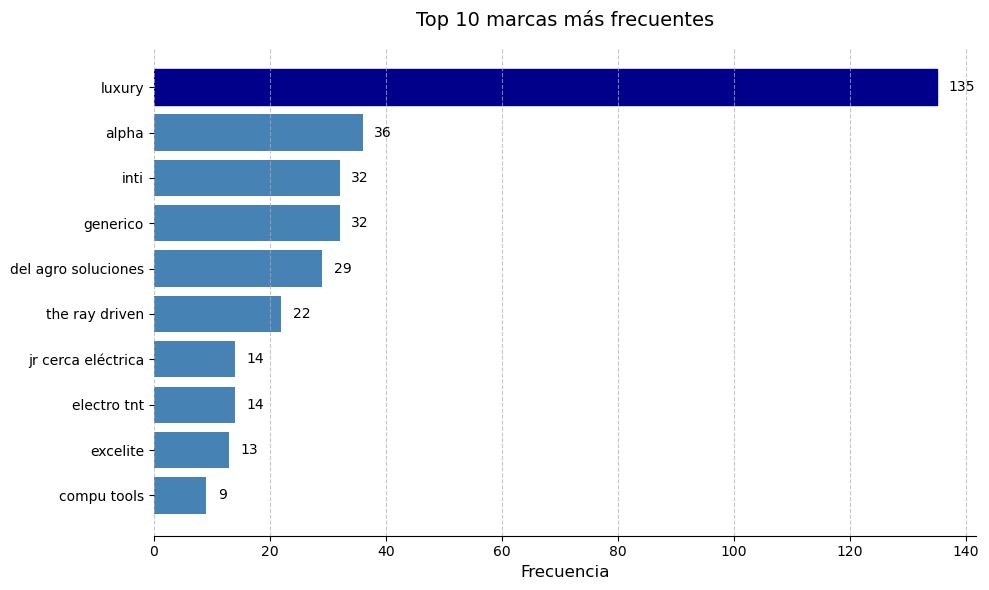 Top 10 marcas más frecuentes
luxury 135
alpha 36
inti 32
generico 32
del agro soluciones 29
the ray driven 22
jr cerca eléctrica 14
electro tnt 14
excelite 13
compu tools 9
0 20 40 60 80 100 120 140
Frecuencia